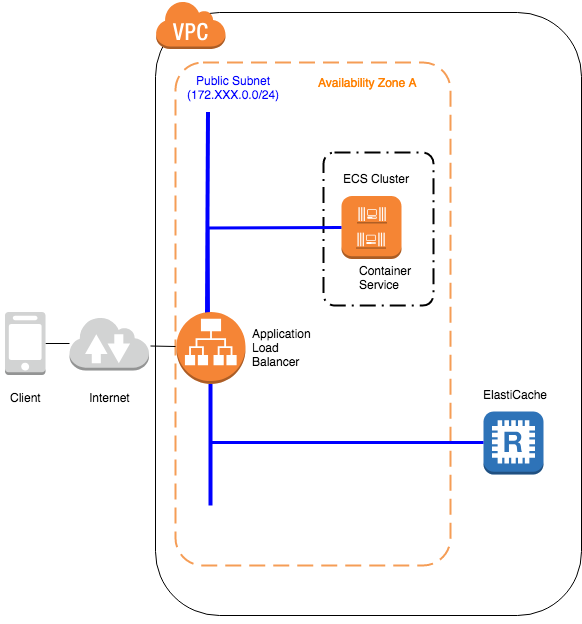 VPC
Public Subnet
(172.XXX.0.0/24)
Availability Zone A
ECS Cluster
Container
Service
Application
Load
Balancer
Client
Internet
ElastiCache
R